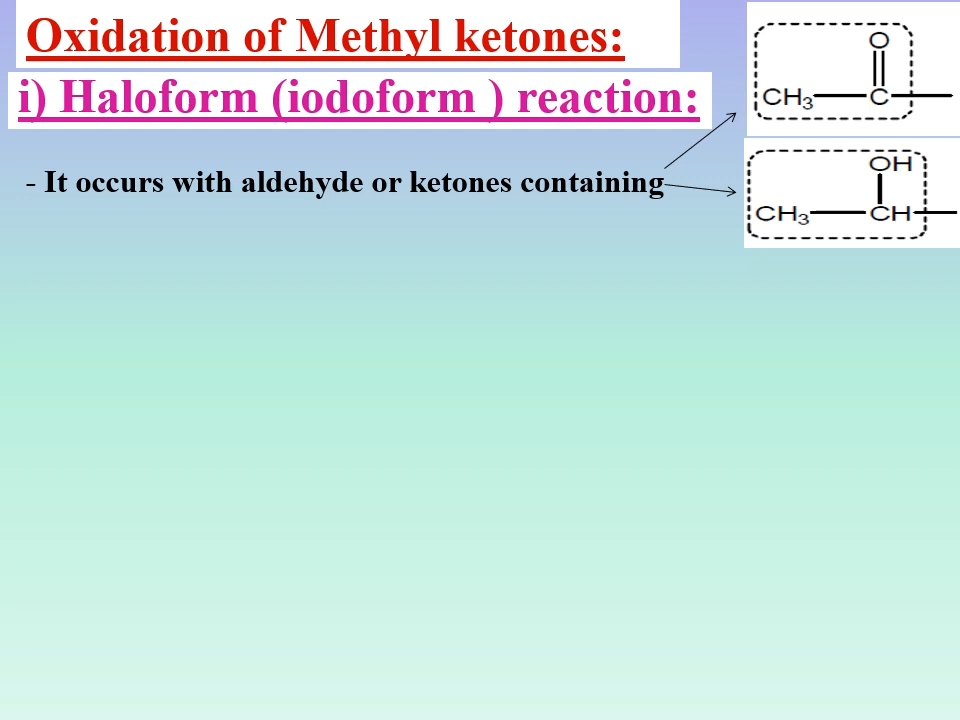 Oxidation of Methyl ketones:
i) Haloform (iodoform ) reaction:
- It occurs with aldehyde or ketones containing
O
CH3 C
OH
CH3 CH